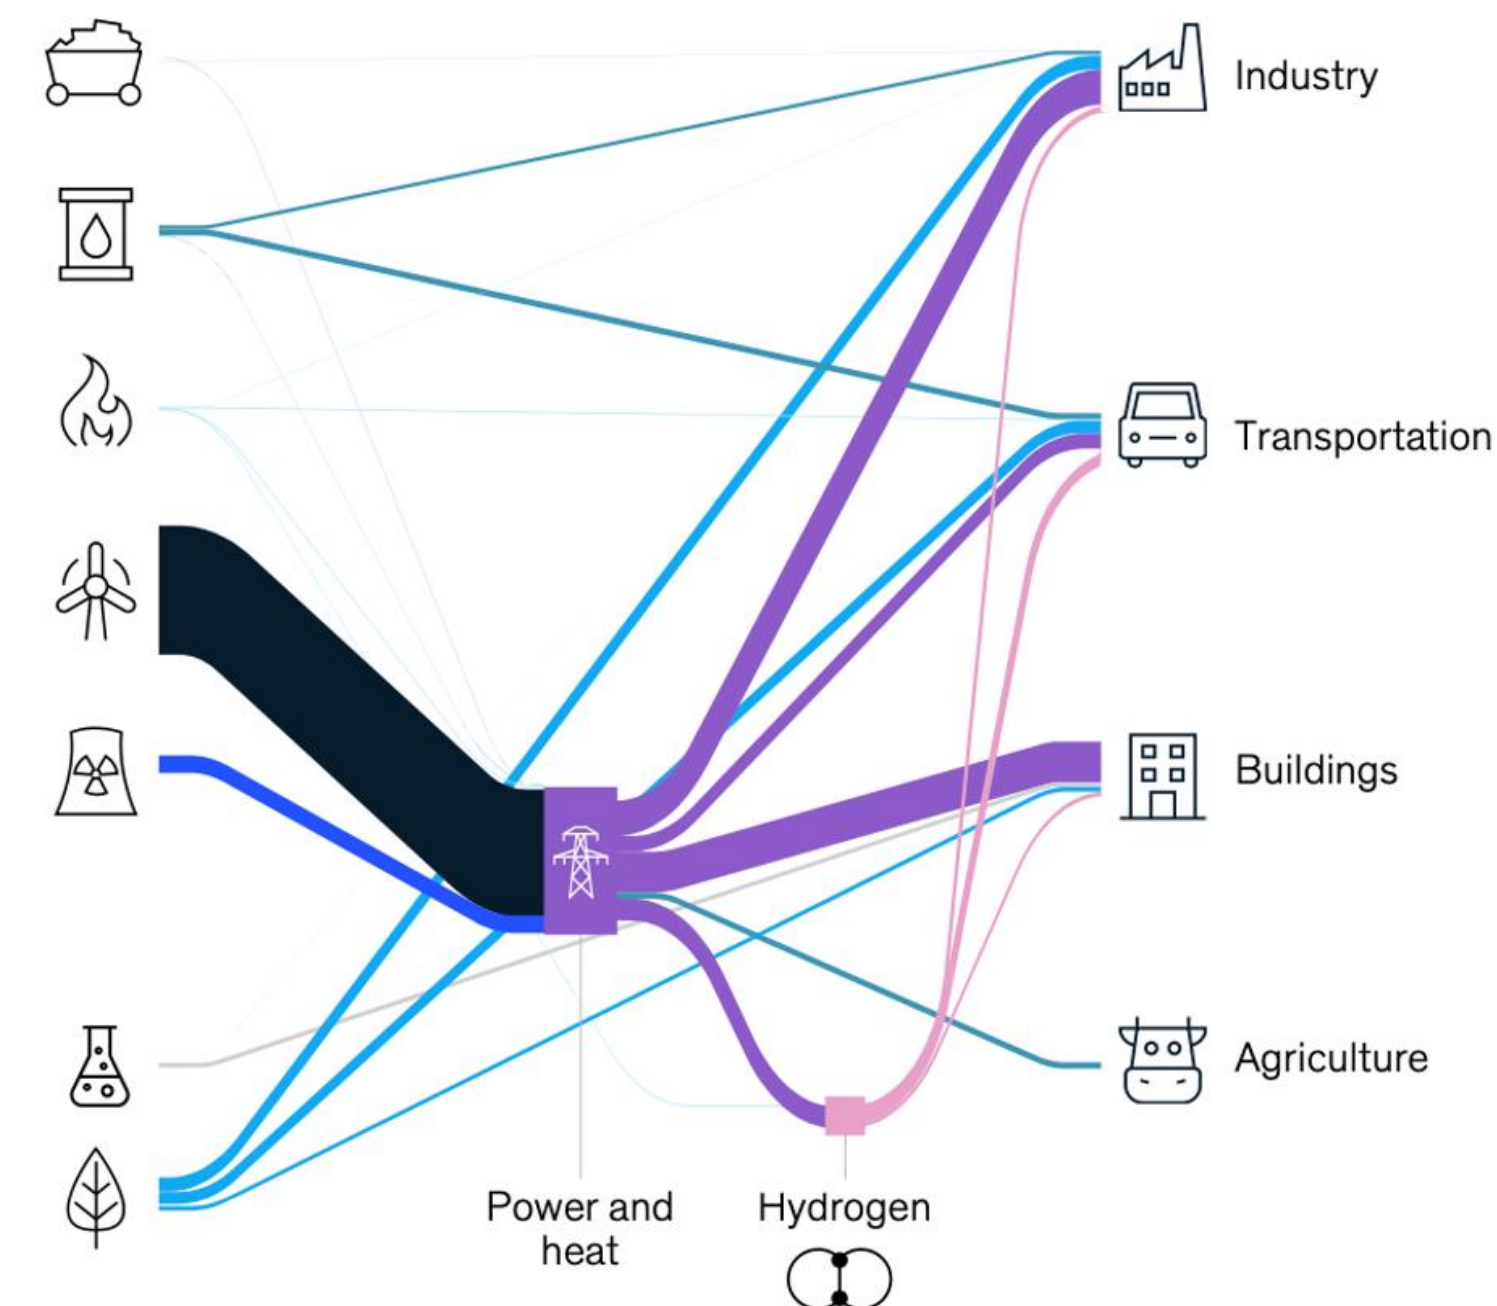 Industry
Transportation
Buildings
Agriculture
Power and
heat
Hydrogen